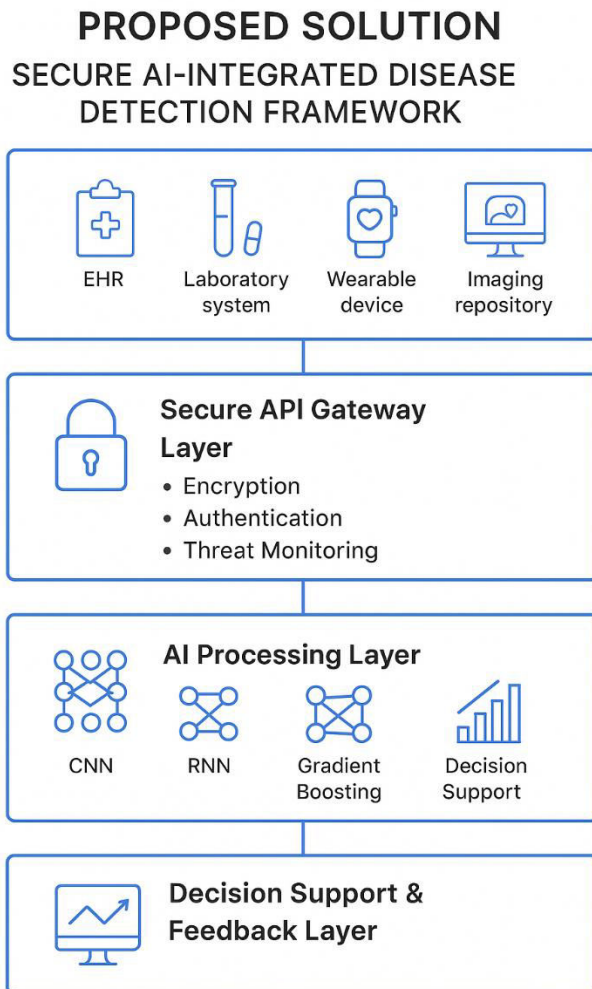 PROPOSED SOLUTION
SECURE AI-INTEGRATED DISEASE
DETECTION FRAMEWORK
EHR
Laboratory
system
Wearable
device
Imaging
repository
Secure API Gateway
Layer
• Encryption
• Authentication
• Threat Monitoring
AI Processing Layer
CNN
RNN
Gradient
Boosting
Decision
Support
Decision Support &
Feedback Layer